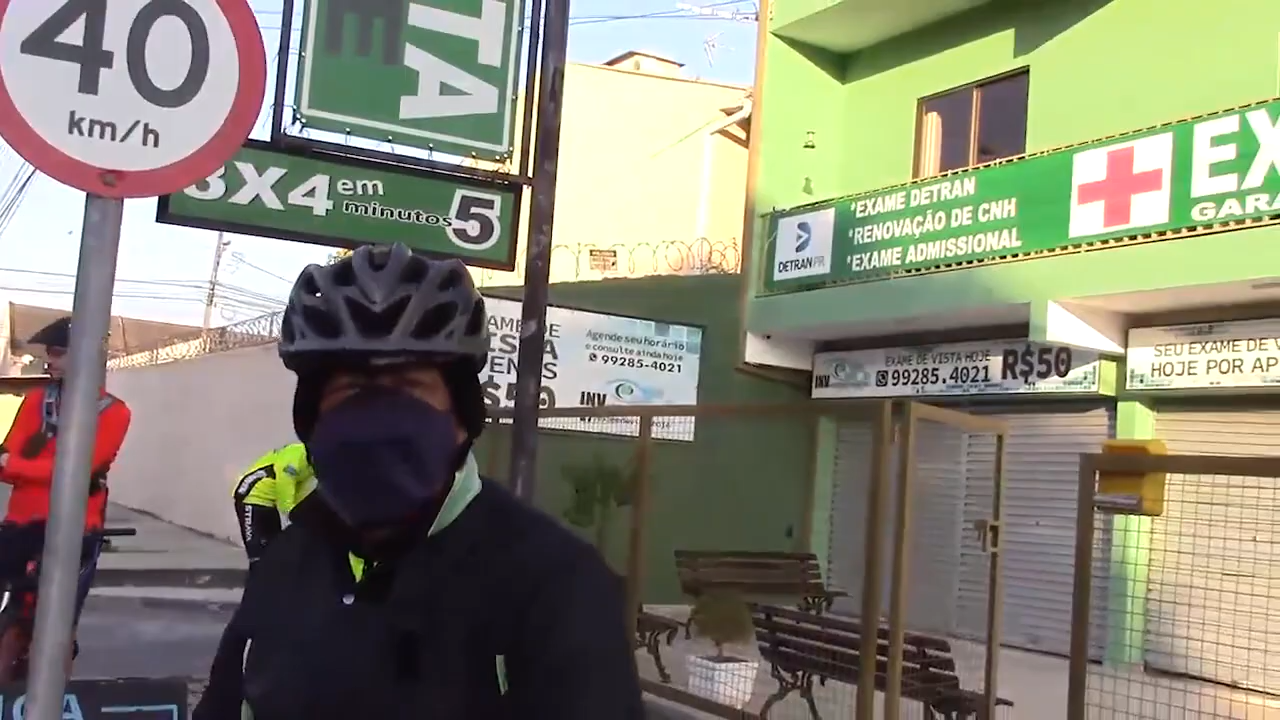 40
km/h
TA
E
3X4 em
minutos 5
DETRAN PR
*EXAME DETRAN
*RENOVAÇÃO DE CNH
*EXAME ADMISSIONAL
EX
GARA
Agende seu horário
e consulte ainda hoje
99285-4021
R$50
INV
INV
EXAME DE VISTA HOJE
99285.4021
R$50
SEU EXAME DE V
HOJE POR AP
STRAVA